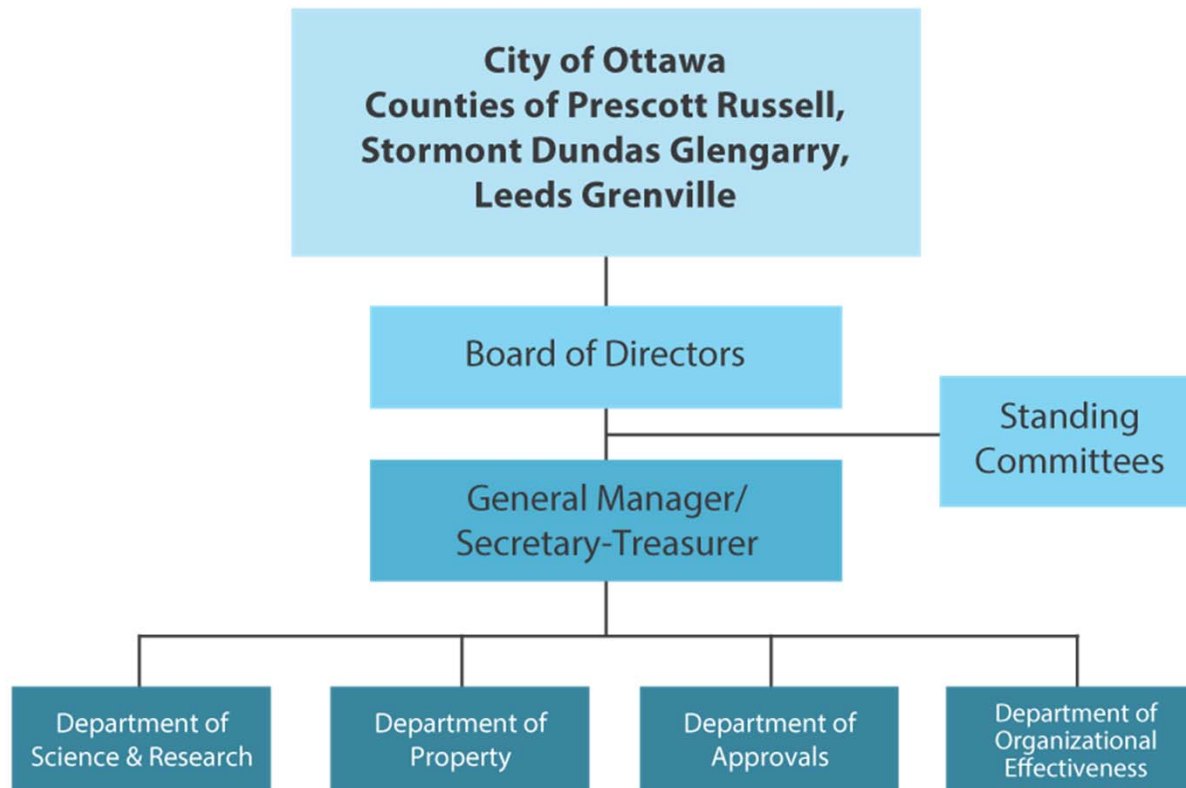 City of Ottawa
Counties of Prescott Russell,
Stormont Dundas Glengarry,
Leeds Grenville
Board of Directors
Standing
Committees
General Manager/
Secretary-Treasurer
Department of
Science & Research
Department of
Property
Department of
Approvals
Department of
Organizational
Effectiveness